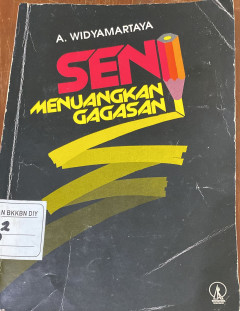 A. WIDYAMARTAYA
SENI
MENUANGKAN
GAGASAN
N BKKBN DIY
2